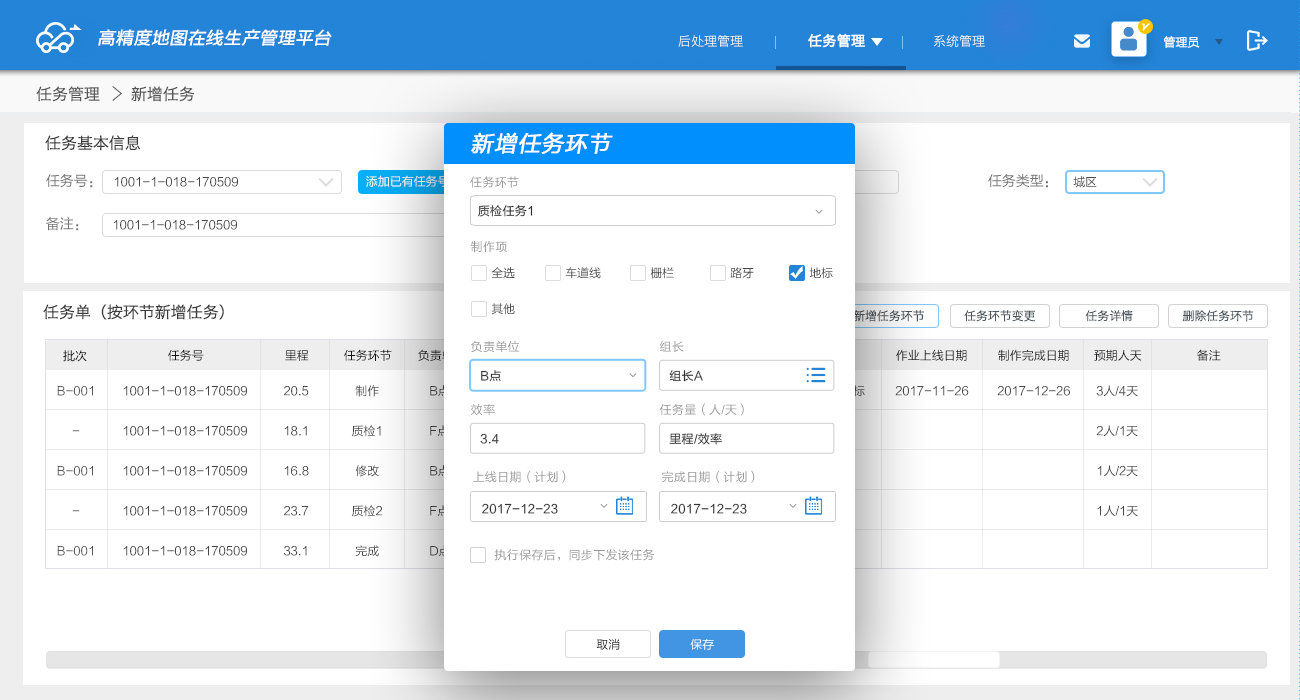 高精度地图在线生产管理平台
后处理管理 任务管理 系统管理 管理员
任务管理 > 新增任务
任务基本信息
任务号： 1001-1-018-170509 添加已有任务号 任务类型： 城区
备注： 1001-1-018-170509
任务单（按环节新增任务）
新增任务环节 任务环节变更 任务详情 删除任务环节
批次 任务号 里程 任务环节 负责 作业上线日期 制作完成日期 预期人天 备注
B-001 1001-1-018-170509 20.5 制作 B点 标 2017-11-26 2017-12-26 3人/4天
- 1001-1-018-170509 18.1 质检1 F点 2人/1天
B-001 1001-1-018-170509 16.8 修改 B点 1人/2天
- 1001-1-018-170509 23.7 质检2 F点 1人/1天
B-001 1001-1-018-170509 33.1 完成 D点
新增任务环节
任务环节
质检任务1
制作项
全选 车道线 栅栏 路牙 地标
其他
负责单位 组长
B点 组长A
效率 任务量（人/天）
3.4 里程/效率
上线日期（计划） 完成日期（计划）
2017-12-23 2017-12-23
执行保存后，同步下发该任务
取消 保存